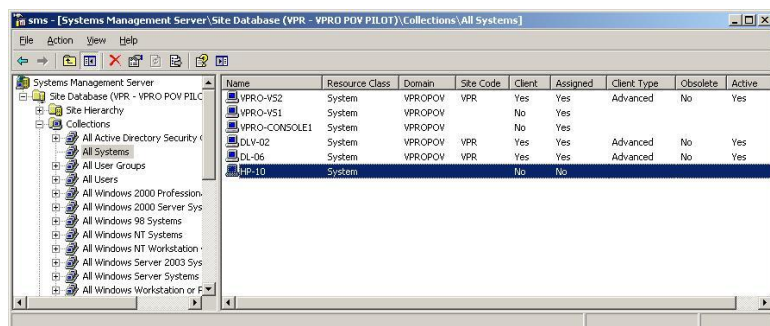 sms - [Systems Management Server\Site Database (VPR - VPRO POV PILOT)\Collections\All Systems]
File Action View Help
Systems Management Server
Site Database (VPR - VPRO POV PILC
Site Hierarchy
Collections
All Active Directory Security
All Systems
All User Groups
All Users
All Windows 2000 Profession
All Windows 2000 Server Sys
All Windows 98 Systems
All Windows NT Systems
All Windows NT Workstation
All Windows Server 2003 Sys
All Windows Server Systems
All Windows Workstation or P
Name Resource Class Domain Site Code Client Assigned Client Type Obsolete Active
VPRO-VS2 System VPROPOV VPR Yes Yes Advanced No Yes
VPRO-VS1 System VPROPOV No Yes
VPRO-CONSOLE1 System VPROPOV No Yes
DLV-02 System VPROPOV VPR Yes Yes Advanced No Yes
DL-06 System VPROPOV VPR Yes Yes Advanced No Yes
HP-10 System No No